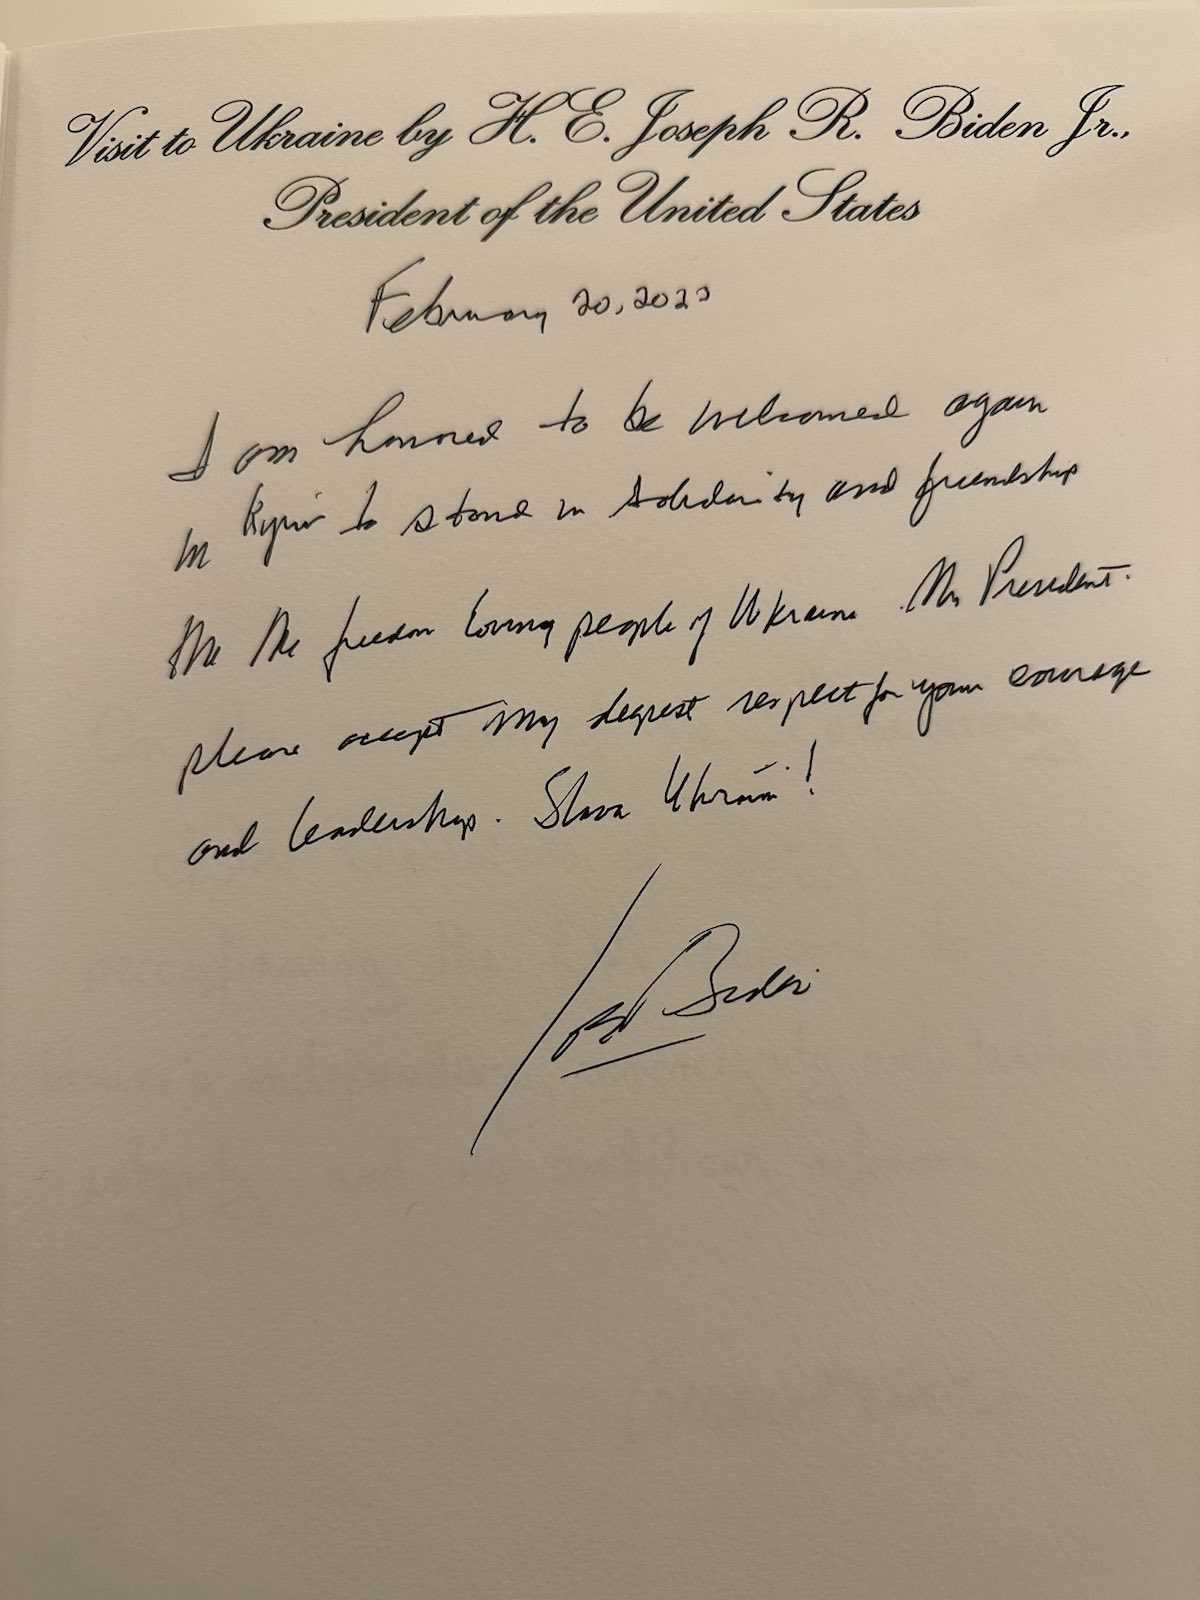 Visit to Ukraine by H. E. Joseph R. Biden Jr.,
President of the United States
February 20, 2023
I am honored to be welcomed again
in Kyiv to stand in solidarity and friendship
the freedom loving people of Ukraine. Mr. President.
please accept my deepest respect for your courage
and leadership. Slava Ukraini!
Joe Biden